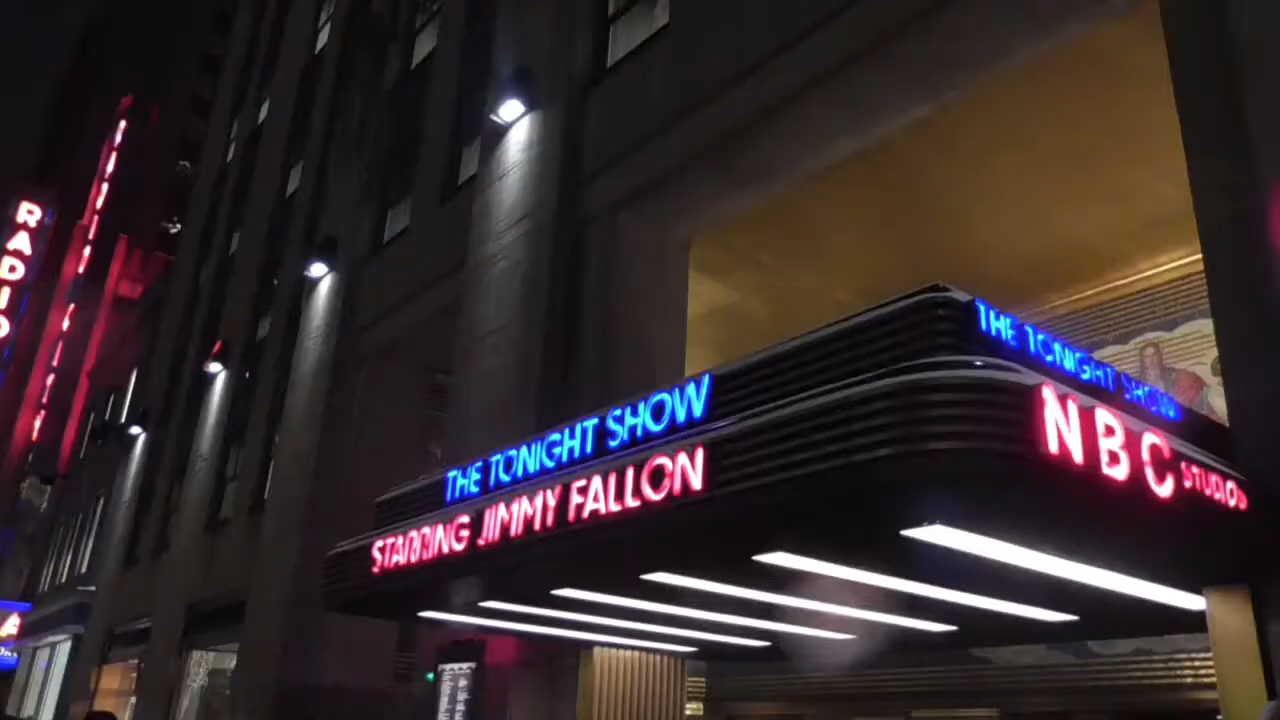 RADIO
THE TONIGHT SHOW
STARRING JIMMY FALLON
THE TONIGHT SHOW
NBC STUDIOS